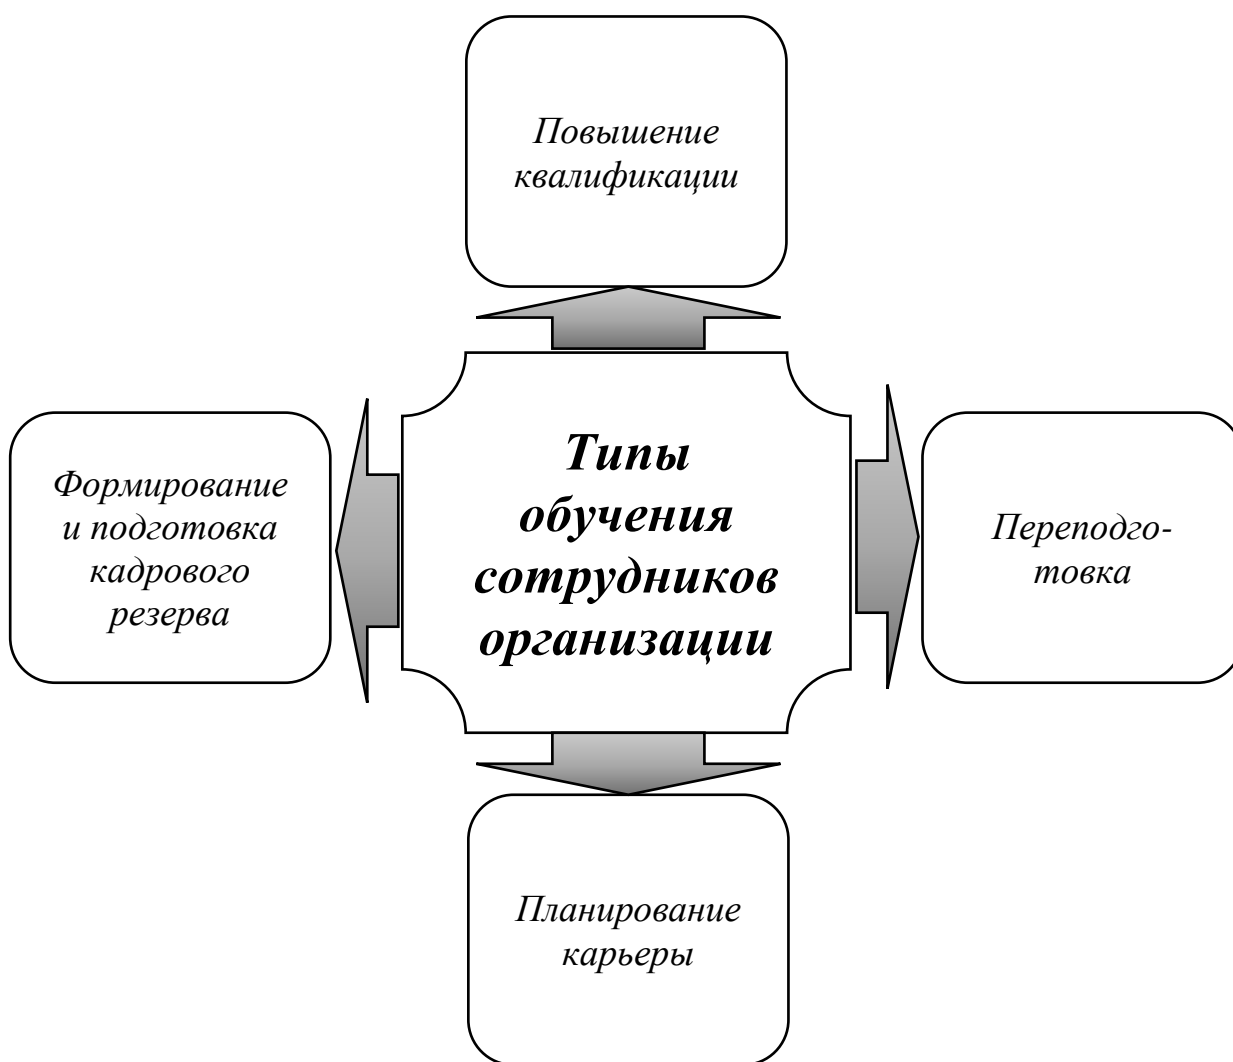 Повышение
квалификации
Формирование
и подготовка
кадрового
резерва
Типы
обучения
сотрудников
организации
Переподго-
товка
Планирование
карьеры